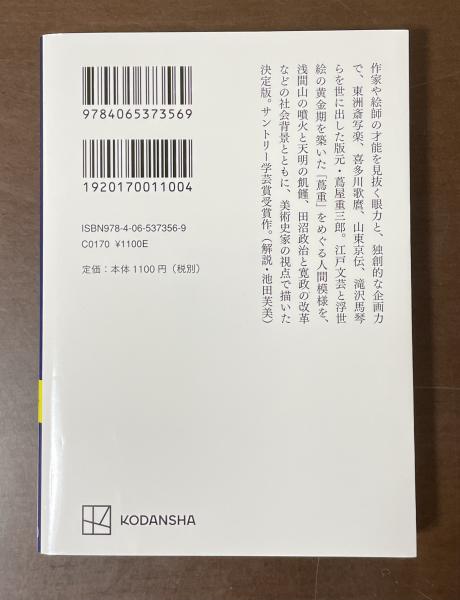 作家や絵師の才能を見抜く眼力と、独創的な企画力
で、東洲斎写楽、喜多川歌麿、山東京伝、滝沢馬琴
らを世に出した版元・蔦屋重三郎。江戸文芸と浮世
絵の黄金期を築いた「蔦重」をめぐる人間模様を、
浅間山の噴火と天明の飢饉、田沼政治と寛政の改革
などの社会背景とともに、美術史家の視点で描いた
決定版。サントリー学芸賞受賞作。（解説・池田芙美）
9784065373569
1920170011004
ISBN978-4-06-537356-9
C0170 ¥1100E
定価：本体1100円（税別）
KODANSHA